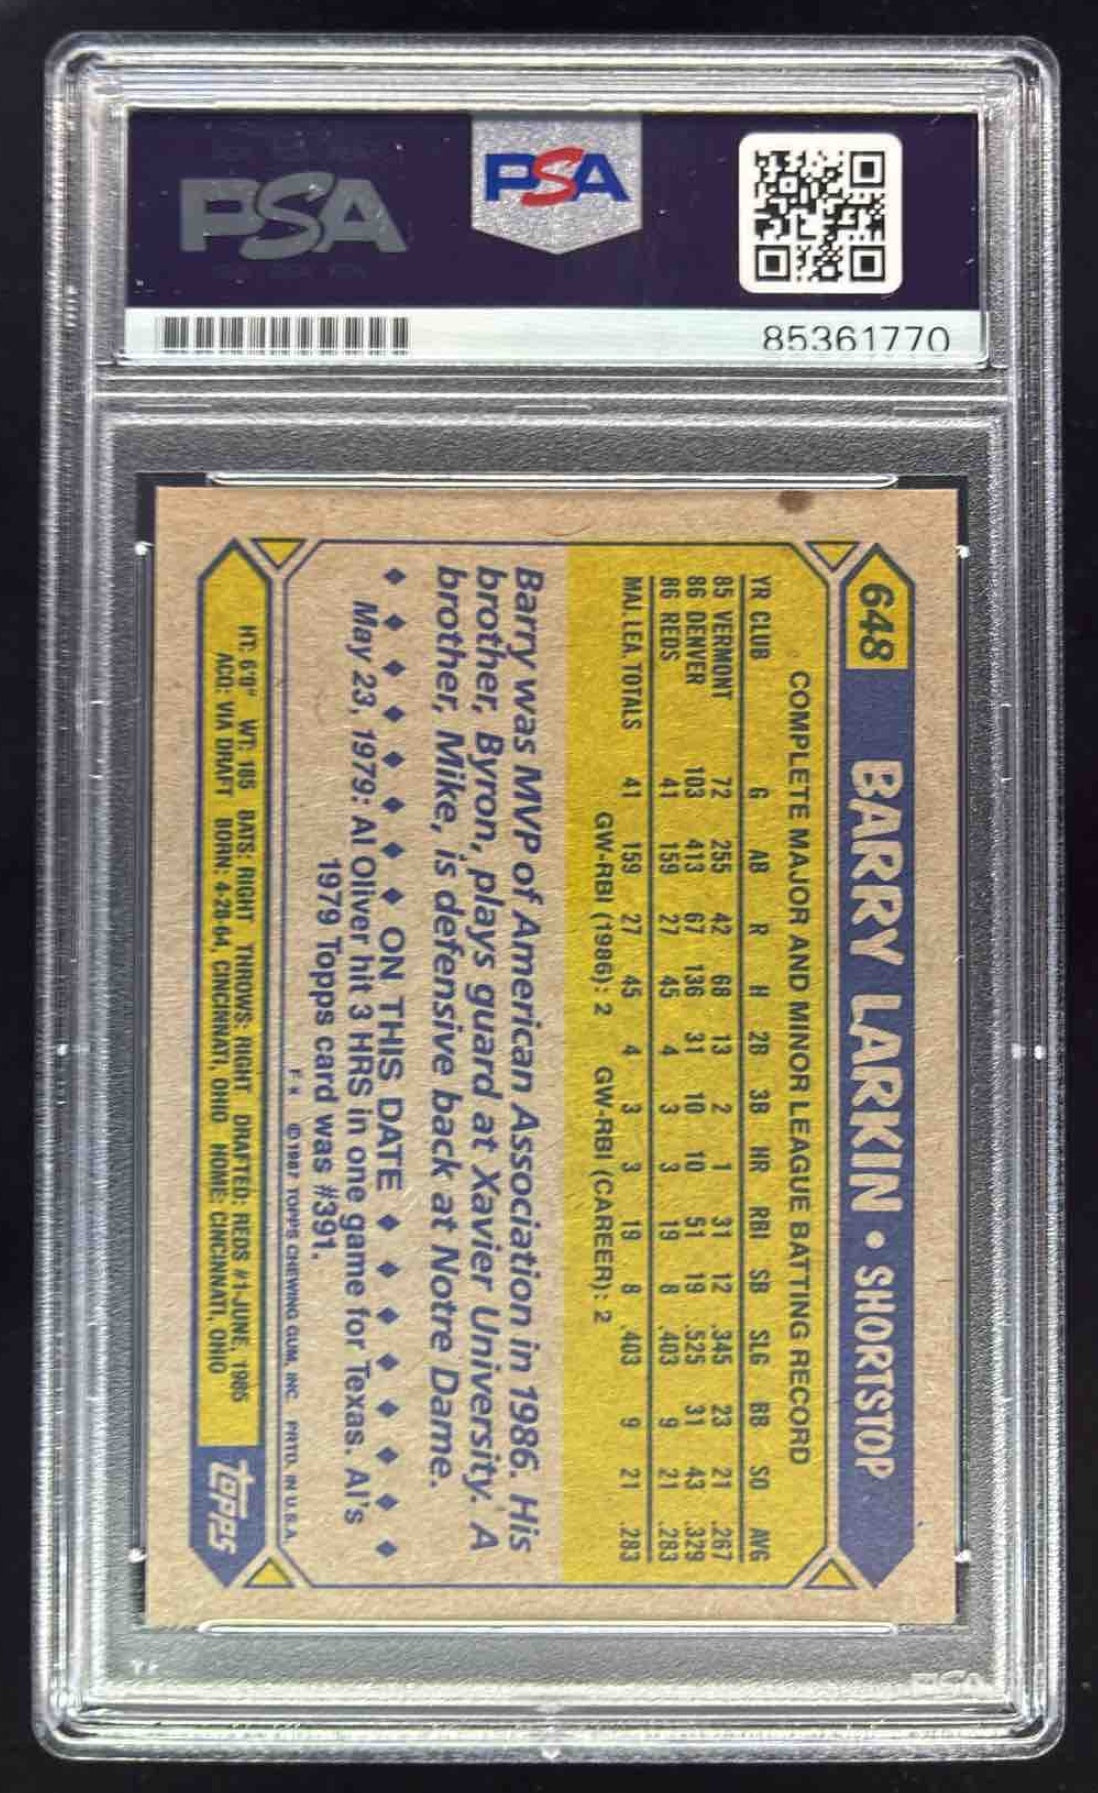 PSA
PSA
85361770
648 BARRY LARKIN • SHORTSTOP
COMPLETE MAJOR AND MINOR LEAGUE BATTING RECORD
YR CLUB G AB R H 2B 3B HR RBI SB SLG BB SO AVG
85 VERMONT 72 255 42 68 13 2 1 31 12 .345 23 21 .267
86 DENVER 103 413 67 136 31 10 10 51 19 .525 31 43 .329
86 REDS 41 159 27 45 4 3 3 19 8 .403 9 21 .283
MAJ. LEA. TOTALS 41 159 27 45 4 3 3 19 8 .403 9 21 .283
GW-RBI (1986): 2 GW-RBI (CAREER): 2
Barry was MVP of American Association in 1986. His
brother, Byron, plays guard at Xavier University. A
brother, Mike, is defensive back at Notre Dame.
♦ ♦ ♦ ♦ ♦ ♦ ♦ ♦ ON THIS DATE ♦ ♦ ♦ ♦ ♦ ♦ ♦ ♦
May 23, 1979: Al Oliver hit 3 HRS in one game for Texas. Al's
1979 Topps card was #391.
© 1987 TOPPS CHEWING GUM, INC. PRTD. IN U.S.A.
HT: 6'0" WT: 185 BATS: RIGHT THROWS: RIGHT DRAFTED: REDS #1-JUNE, 1985
ACQ: VIA DRAFT BORN: 4-28-64, CINCINNATI, OHIO HOME: CINCINNATI, OHIO
topps
PSA